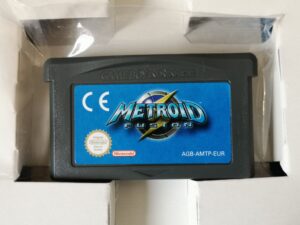 GAME BOY ADVANCE
CE
METROID
FUSION
Nintendo
AGB-AMTP-EUR